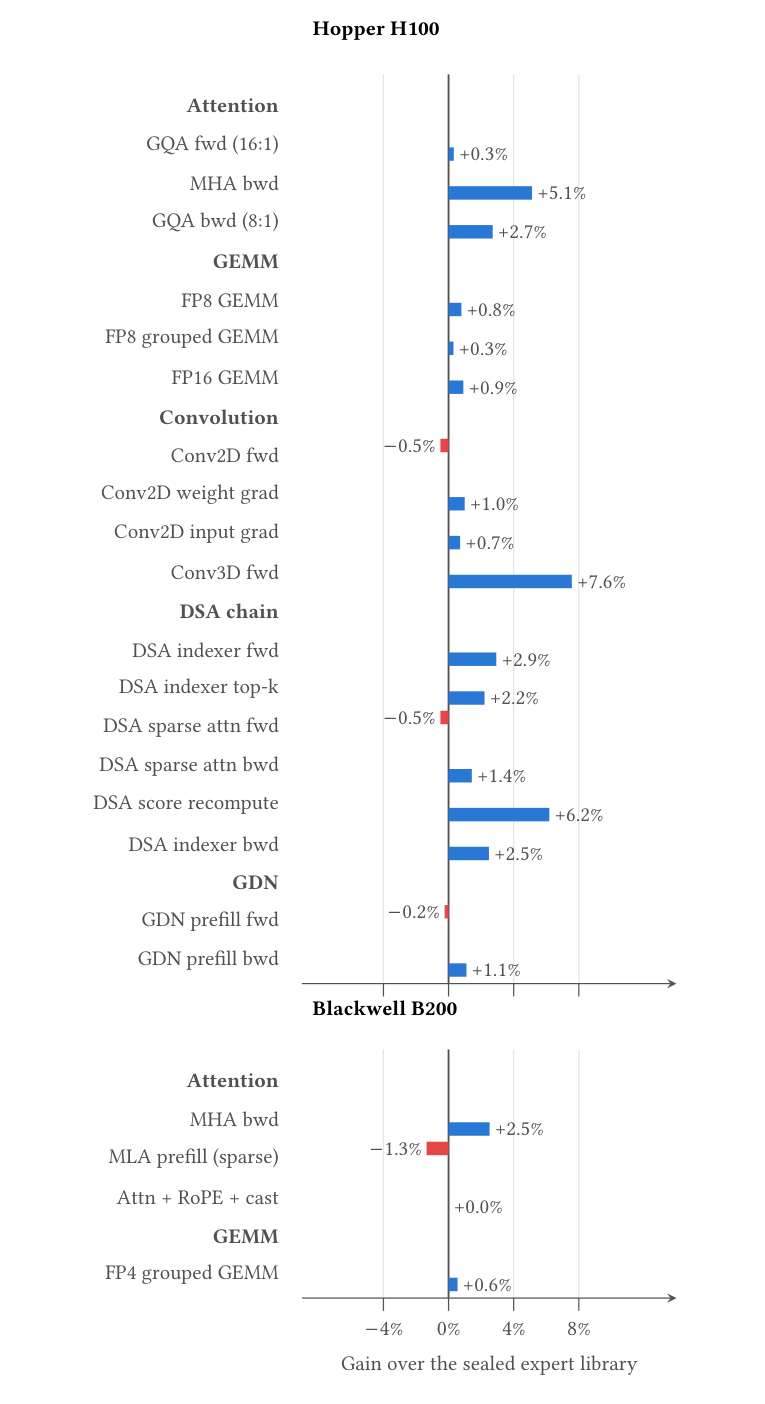 Hopper H100
Attention
GQA fwd (16:1) +0.3%
MHA bwd +5.1%
GQA bwd (8:1) +2.7%
GEMM
FP8 GEMM +0.8%
FP8 grouped GEMM +0.3%
FP16 GEMM +0.9%
Convolution
Conv2D fwd −0.5%
Conv2D weight grad +1.0%
Conv2D input grad +0.7%
Conv3D fwd +7.6%
DSA chain
DSA indexer fwd +2.9%
DSA indexer top-k +2.2%
DSA sparse attn fwd −0.5%
DSA sparse attn bwd +1.4%
DSA score recompute +6.2%
DSA indexer bwd +2.5%
GDN
GDN prefill fwd −0.2%
GDN prefill bwd +1.1%
Blackwell B200
Attention
MHA bwd +2.5%
MLA prefill (sparse) −1.3%
Attn + RoPE + cast +0.0%
GEMM
FP4 grouped GEMM +0.6%
−4% 0% 4% 8%
Gain over the sealed expert library